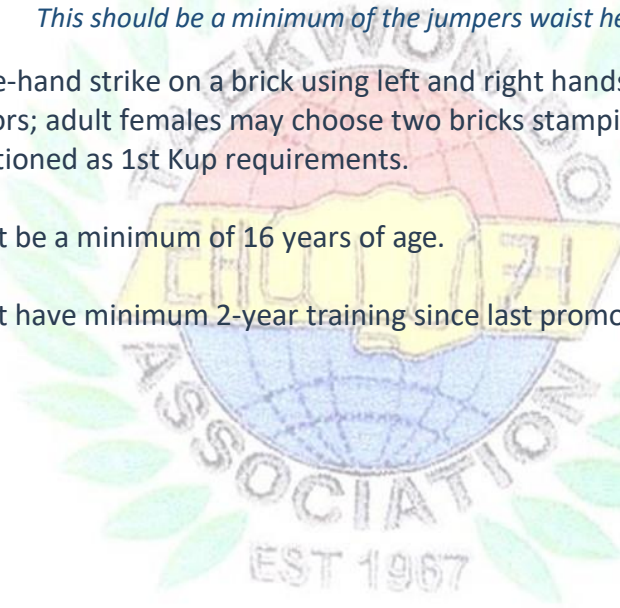 This should be a minimum of the jumpers waist he
e-hand strike on a brick using left and right hands
ors; adult females may choose two bricks stampi
tioned as 1st Kup requirements.
t be a minimum of 16 years of age.
t have minimum 2-year training since last promo
TAEKWONDO
ASSOCIATION
EST 1967